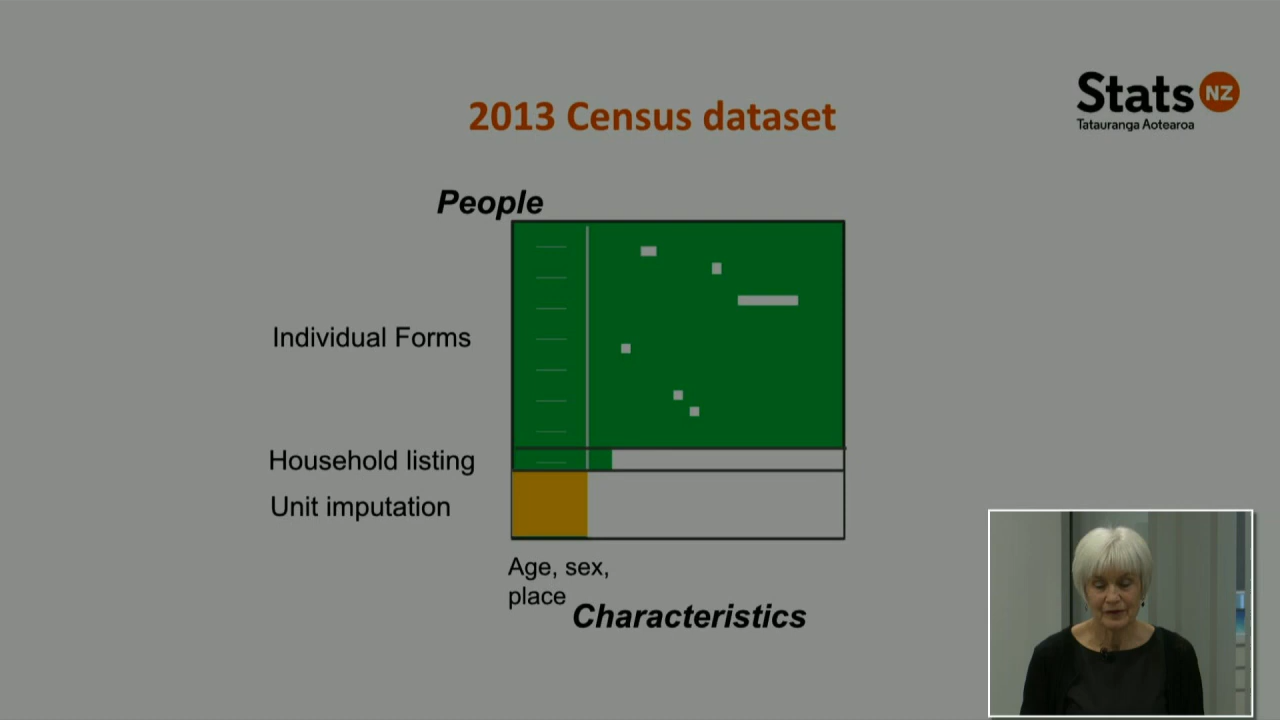 2013 Census dataset
Stats NZ
Tatauranga Aotearoa
People
Individual Forms
Household listing
Unit imputation
Age, sex,
place
Characteristics